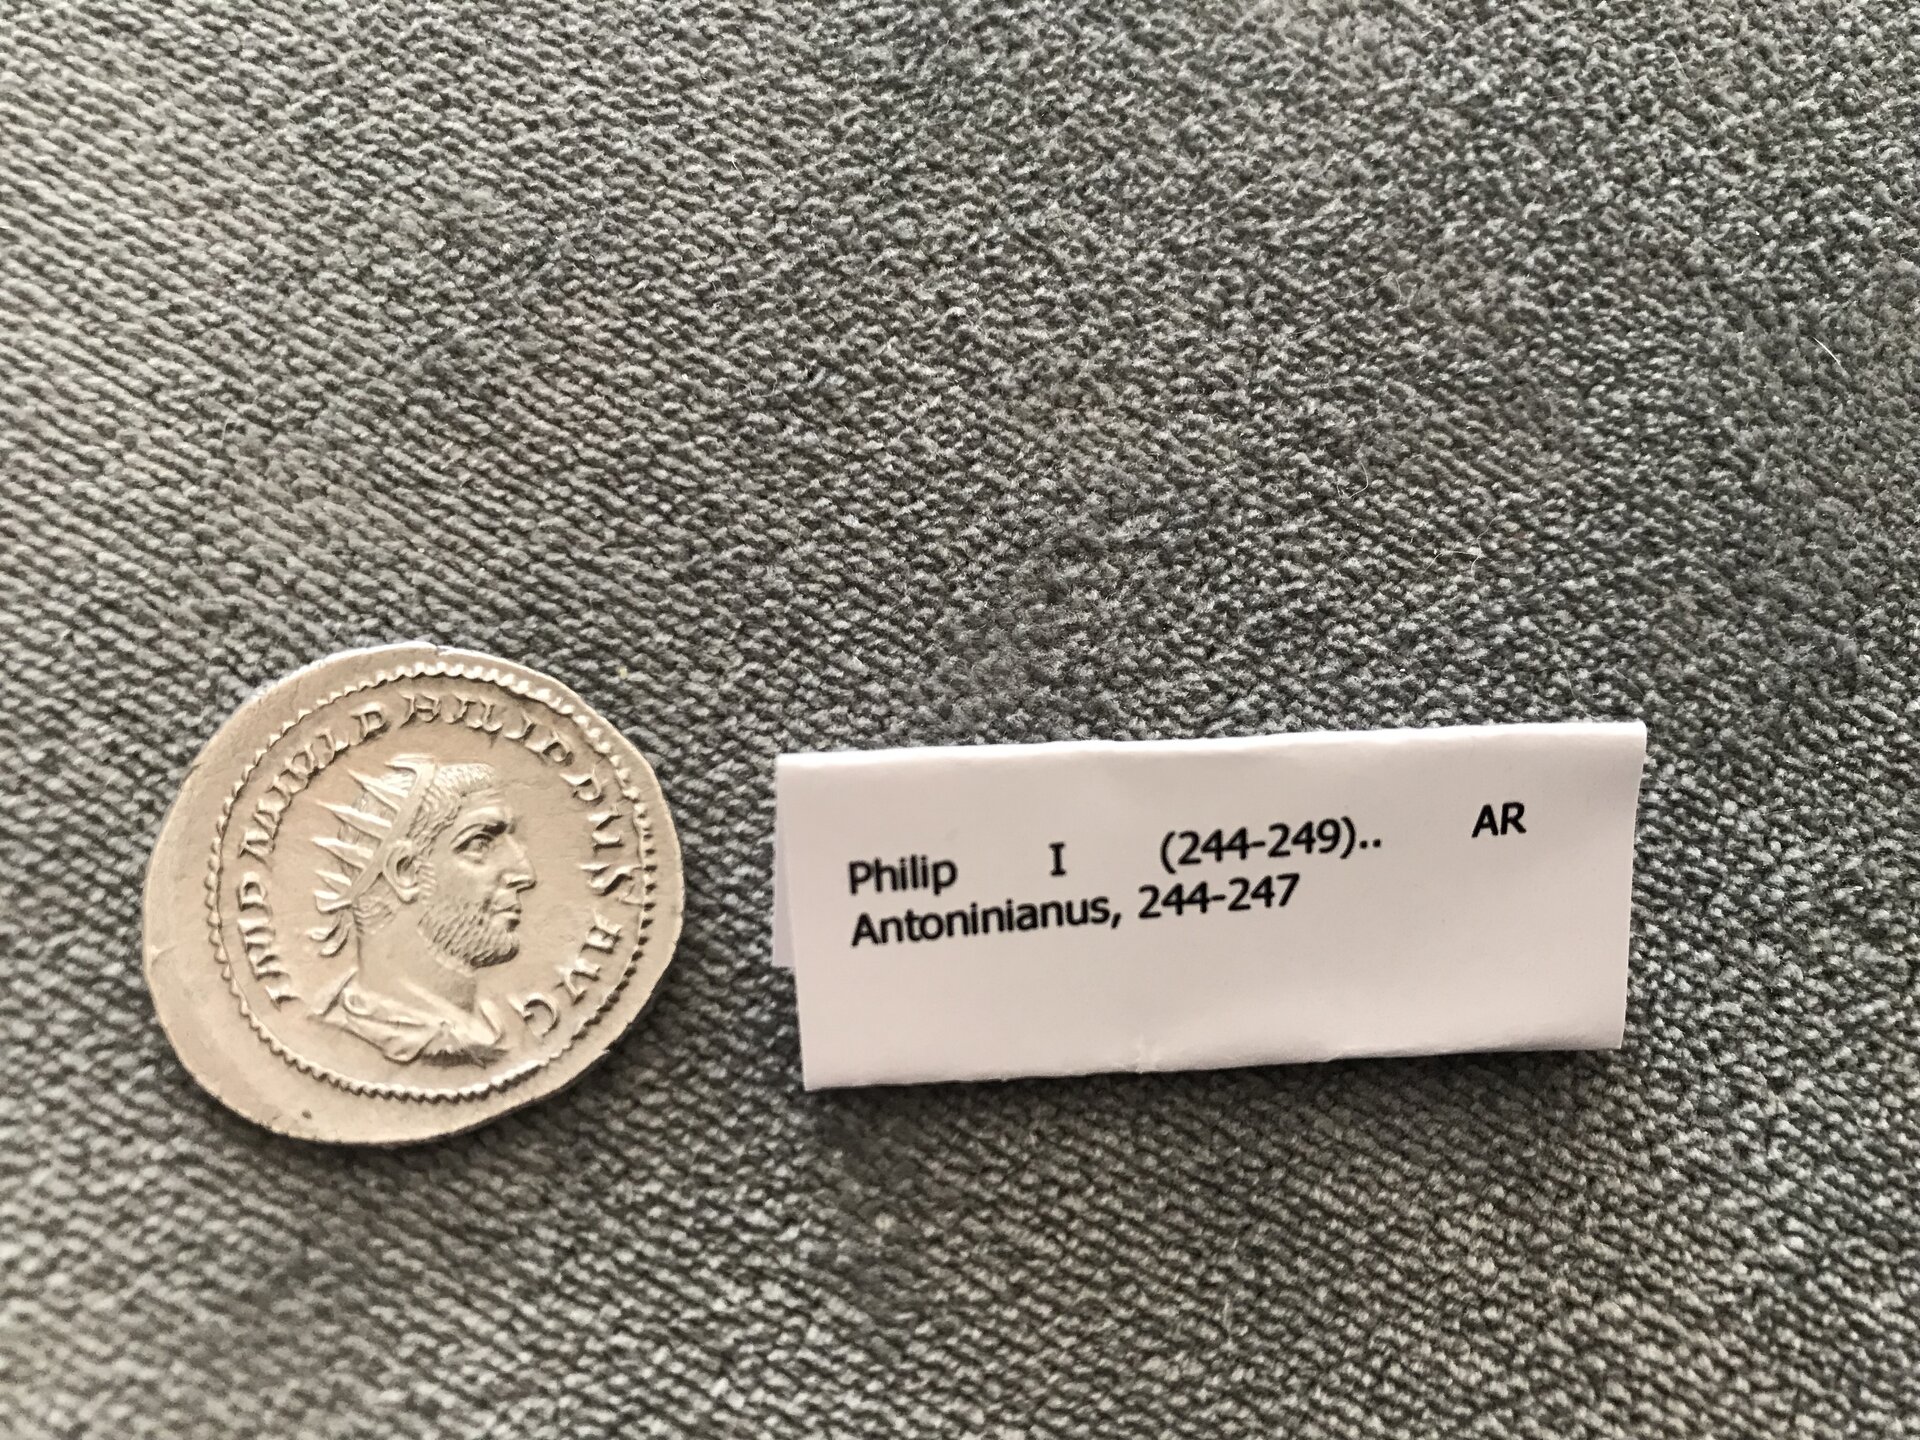 IMP M IVL PHILIPPVS AVG
Philip I (244-249).. AR
Antoninianus, 244-247